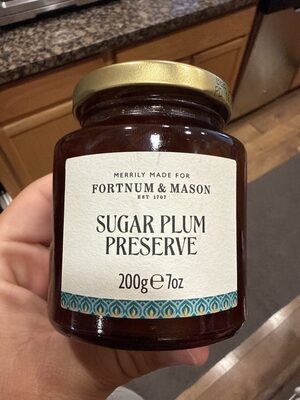 MERRILY MADE FOR
FORTNUM & MASON
EST 1707
SUGAR PLUM
PRESERVE
200g℮7oz